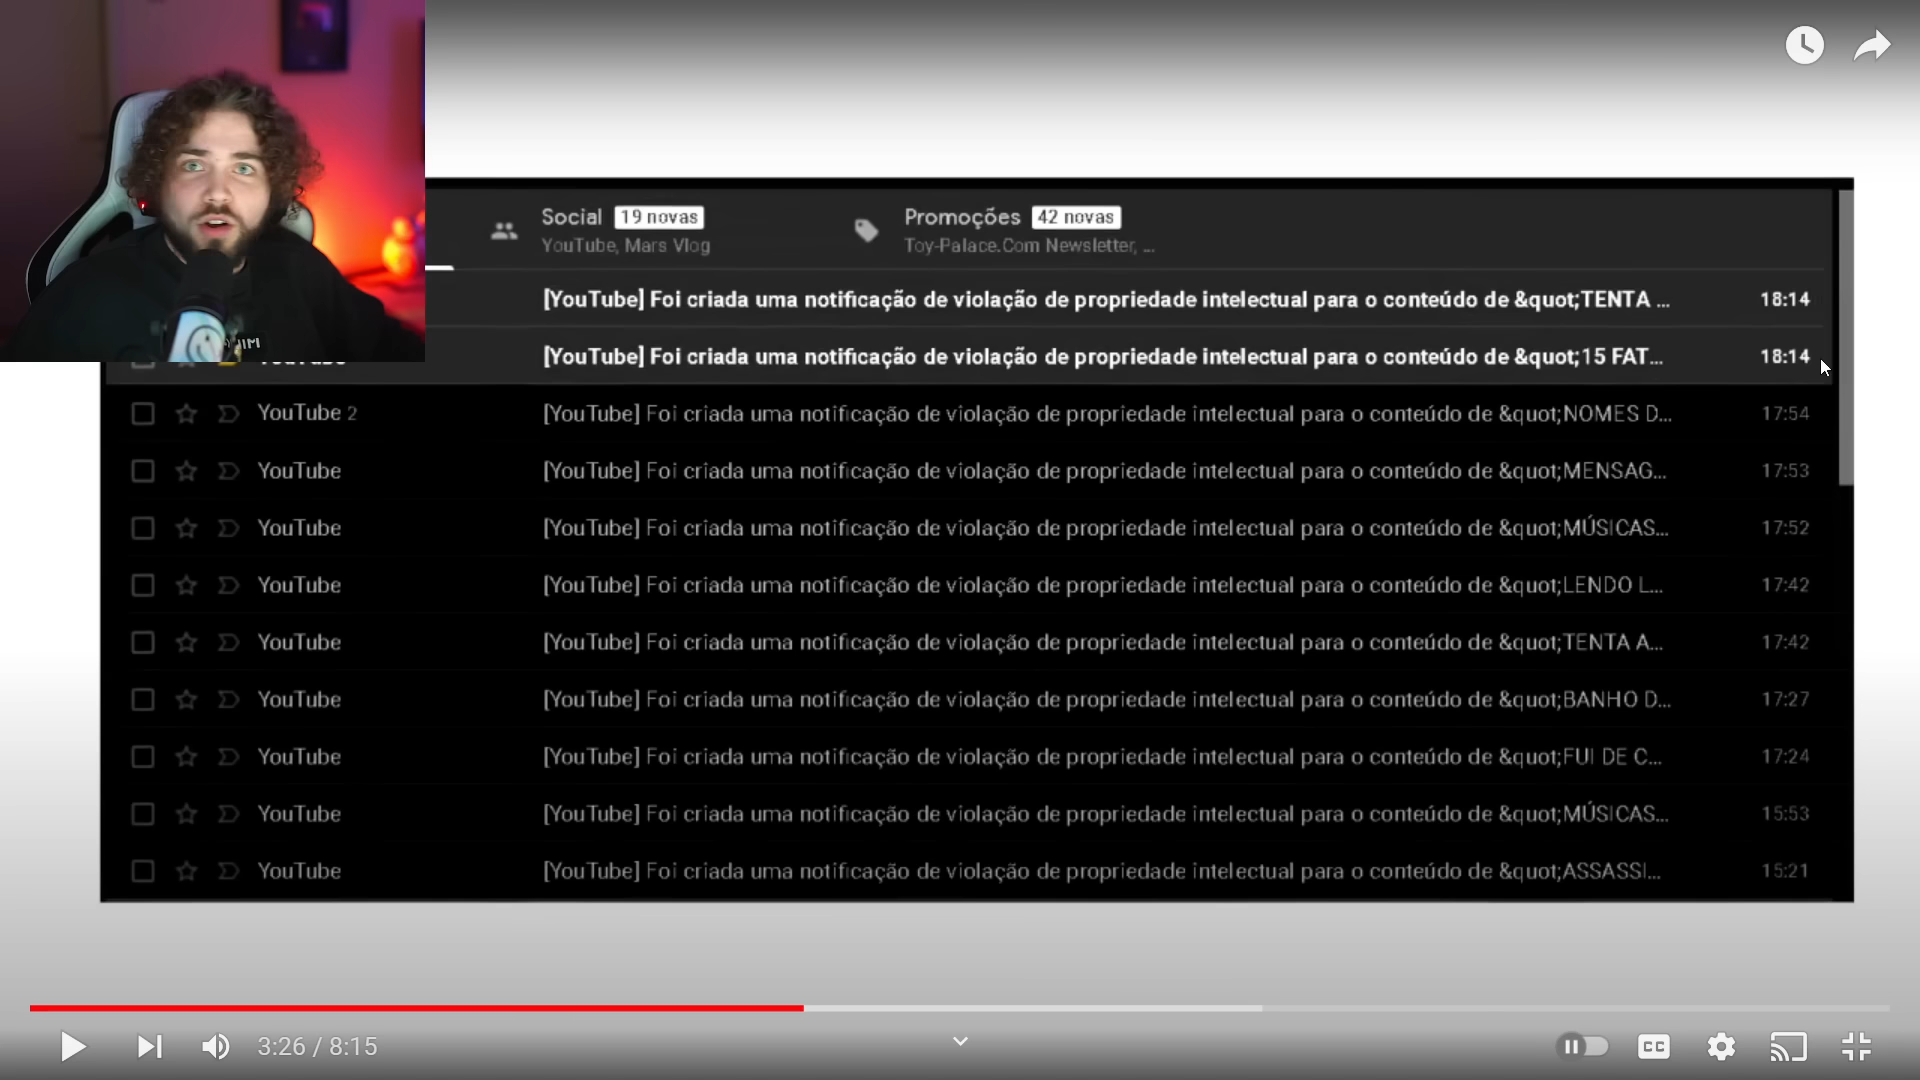 Social 19 novas
YouTube, Mars Vlog
Promoções 42 novas
Toy-Palace.Com Newsletter, ...
[YouTube] Foi criada uma notificação de violação de propriedade intelectual para o conteúdo de &quot;TENTA ... 18:14
YouTube [YouTube] Foi criada uma notificação de violação de propriedade intelectual para o conteúdo de &quot;15 FAT... 18:14
YouTube 2 [YouTube] Foi criada uma notificação de violação de propriedade intelectual para o conteúdo de &quot;NOMES D... 17:54
YouTube [YouTube] Foi criada uma notificação de violação de propriedade intelectual para o conteúdo de &quot;MENSAG... 17:53
YouTube [YouTube] Foi criada uma notificação de violação de propriedade intelectual para o conteúdo de &quot;MÚSICAS... 17:52
YouTube [YouTube] Foi criada uma notificação de violação de propriedade intelectual para o conteúdo de &quot;LENDO L... 17:42
YouTube [YouTube] Foi criada uma notificação de violação de propriedade intelectual para o conteúdo de &quot;TENTA A... 17:42
YouTube [YouTube] Foi criada uma notificação de violação de propriedade intelectual para o conteúdo de &quot;BANHO D... 17:27
YouTube [YouTube] Foi criada uma notificação de violação de propriedade intelectual para o conteúdo de &quot;FUI DE C... 17:24
YouTube [YouTube] Foi criada uma notificação de violação de propriedade intelectual para o conteúdo de &quot;MÚSICAS... 15:53
YouTube [YouTube] Foi criada uma notificação de violação de propriedade intelectual para o conteúdo de &quot;ASSASSI... 15:21
3:26 / 8:15
CC